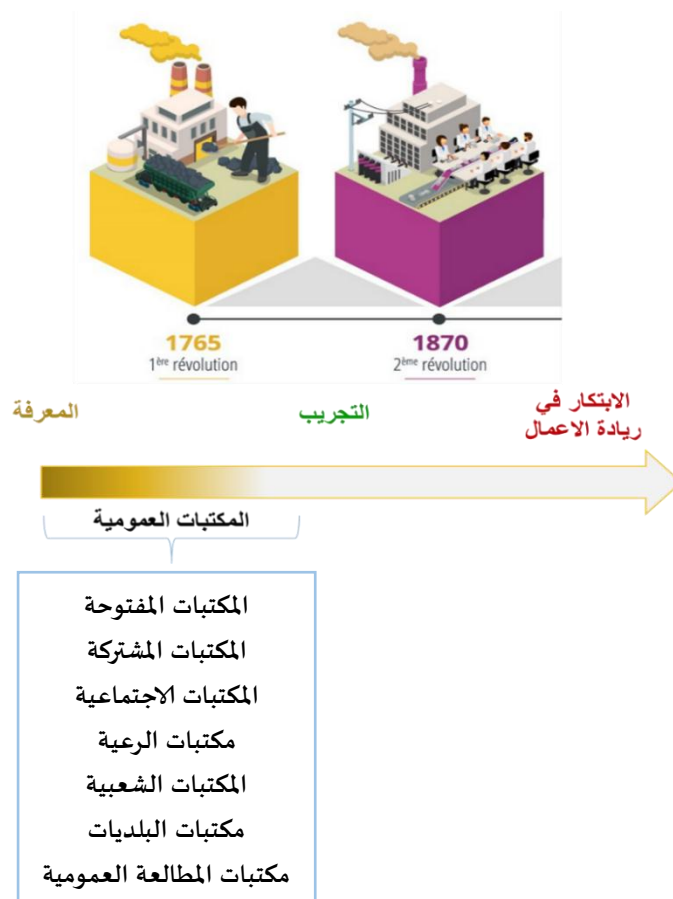 1765
1ère révolution
1870
2ème révolution
المعرفة
التجريب
الابتكار في
ريادة الاعمال
المكتبات العمومية
المكتبات المفتوحة
المكتبات المشتركة
المكتبات الاجتماعية
مكتبات الرعية
المكتبات الشعبية
مكتبات البلديات
مكتبات المطالعة العمومية